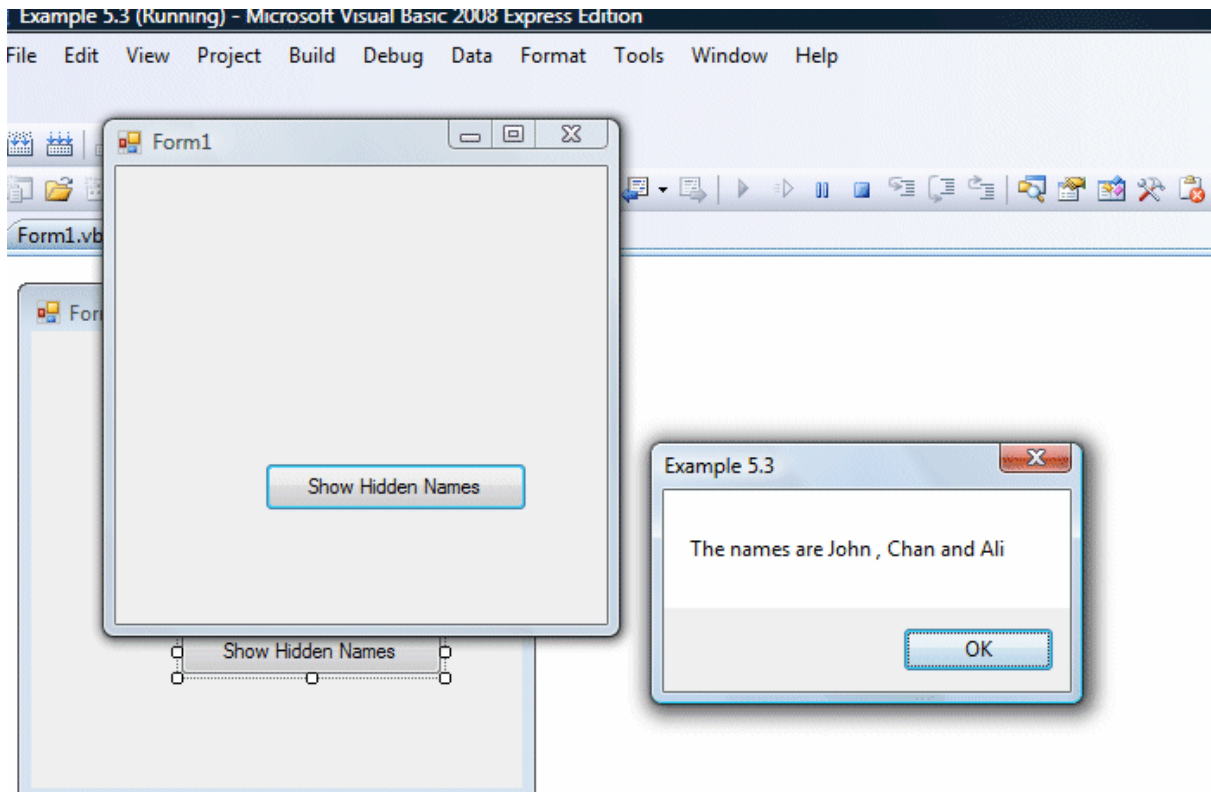 Example 5.3 (Running) - Microsoft Visual Basic 2008 Express Edition
File Edit View Project Build Debug Data Format Tools Window Help
Form1
Form1.vb
Show Hidden Names
Example 5.3
The names are John , Chan and Ali
OK
Show Hidden Names